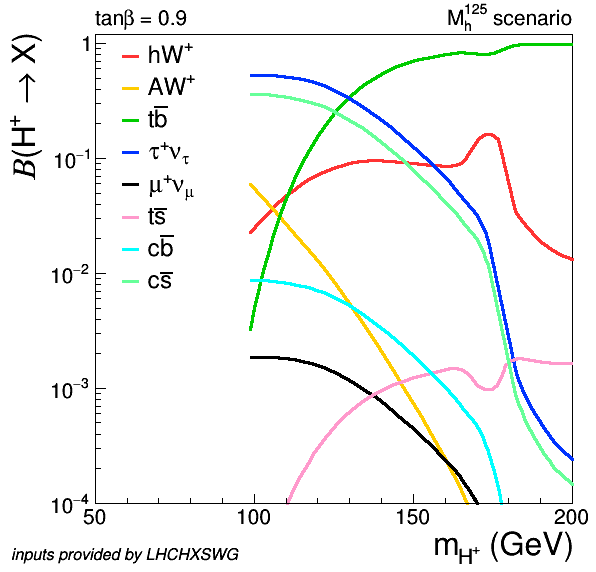 tanβ = 0.9
M_h^125 scenario
B(H⁺ → X)
1
10⁻¹
10⁻²
10⁻³
10⁻⁴
hW⁺
AW⁺
tb̅
τ⁺ν_τ
μ⁺ν_μ
ts̅
cb̅
cs̅
50 100 150 200
m_H⁺ (GeV)
inputs provided by LHCHXSWG